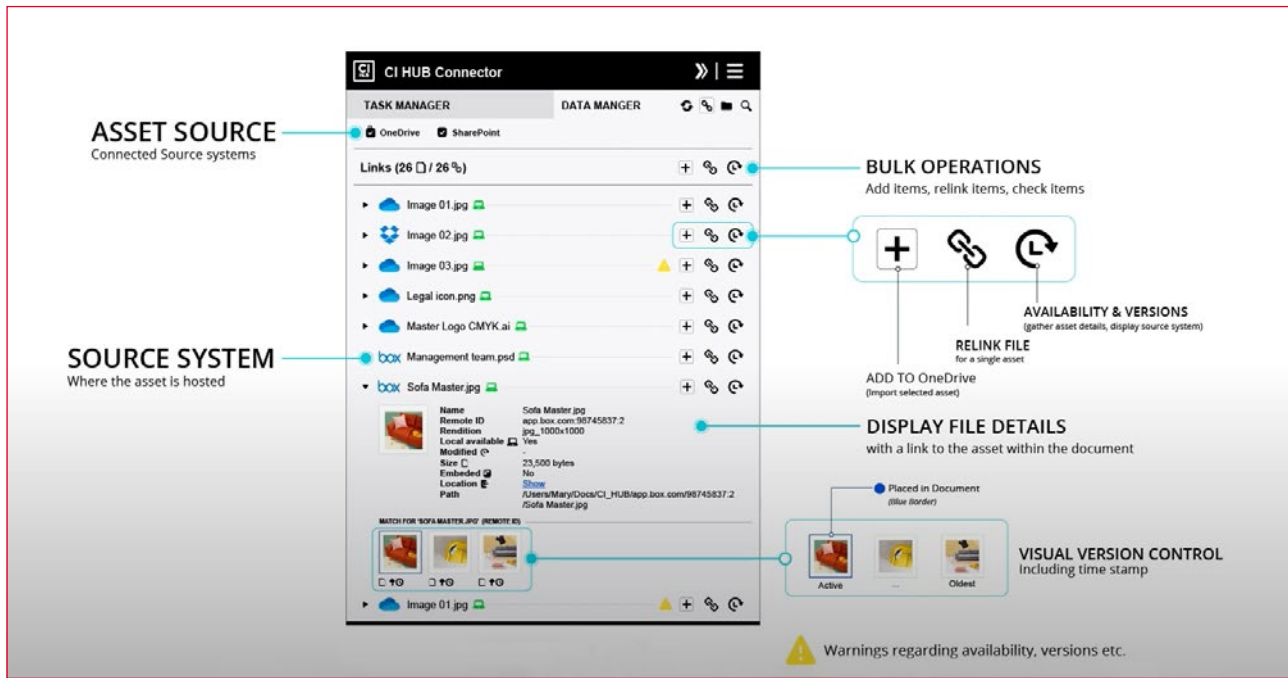 CI HUB
CI HUB Connector
TASK MANAGER
DATA MANGER
OneDrive
SharePoint
Links (26 / 26 )
Image 01.jpg
Image 02.jpg
Image 03.jpg
Legal icon.png
Master Logo CMYK.ai
box Management team.psd
box Sofa Master.jpg
Name Sofa Master.jpg
Remote ID app.box.com:98745837:2
Rendition jpg_1000x1000
Local available Yes
Modified -
Size 23,500 bytes
Embeded No
Location Show
Path /Users/Mary/Docs/CI_HUB/app.box.com/98745837:2
/Sofa Master.jpg
MATCH FOR 'SOFA MASTER.JPG' (REMOTE ID)
Image 01.jpg
ASSET SOURCE
Connected Source systems
SOURCE SYSTEM
Where the asset is hosted
BULK OPERATIONS
Add items, relink items, check items
AVAILABILITY & VERSIONS
(gather asset details, display source system)
RELINK FILE
for a single asset
ADD TO OneDrive
(Import selected asset)
DISPLAY FILE DETAILS
with a link to the asset within the document
Placed in Document
(Blue Border)
Active
...
Oldest
VISUAL VERSION CONTROL
Including time stamp
Warnings regarding availability, versions etc.